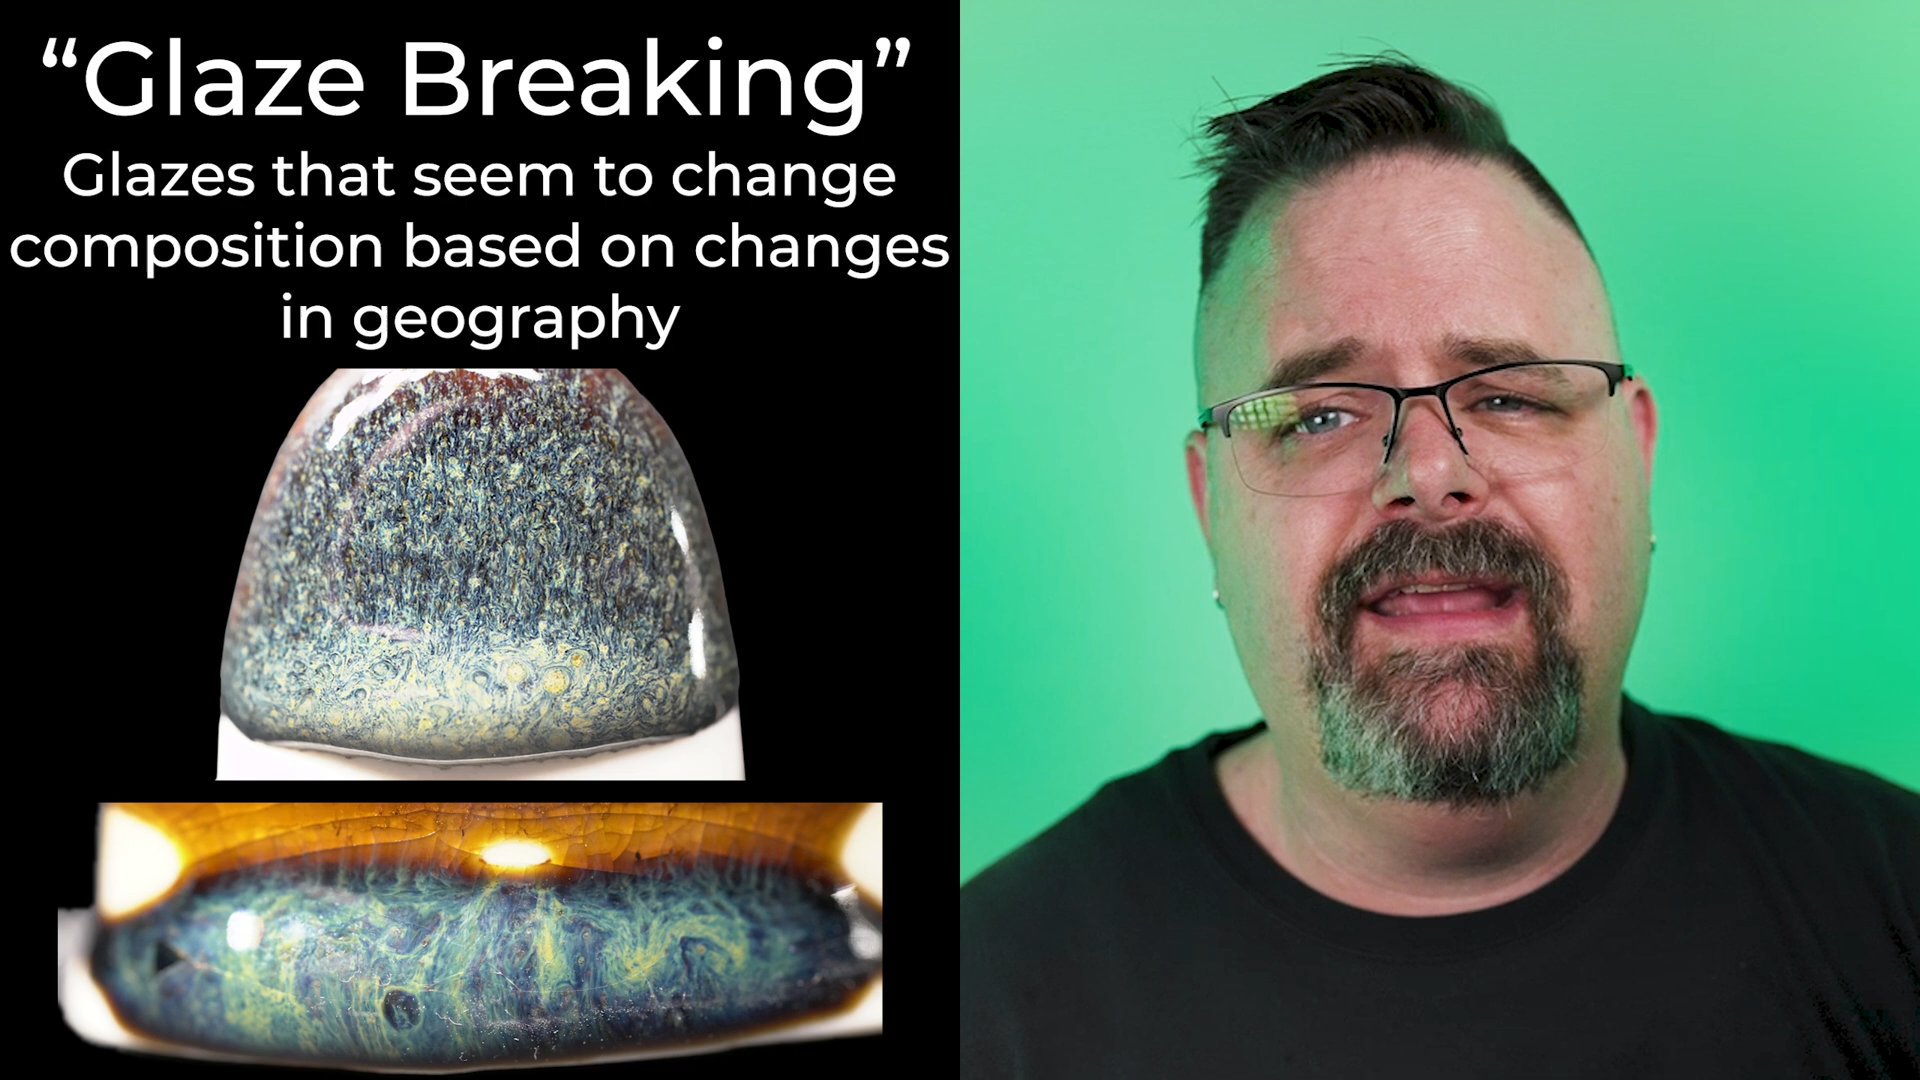 “Glaze Breaking”
Glazes that seem to change
composition based on changes
in geography